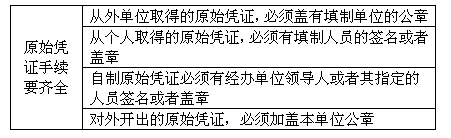 原始凭
证手续
要齐全
从外单位取得的原始凭证,必须盖有填制单位的公章
从个人取得的原始凭证,必须有填制人员的签名或者
盖章
自制原始凭证必须有经办单位领导人或者其指定的
人员签名或者盖章
对外开出的原始凭证,必须加盖本单位公章